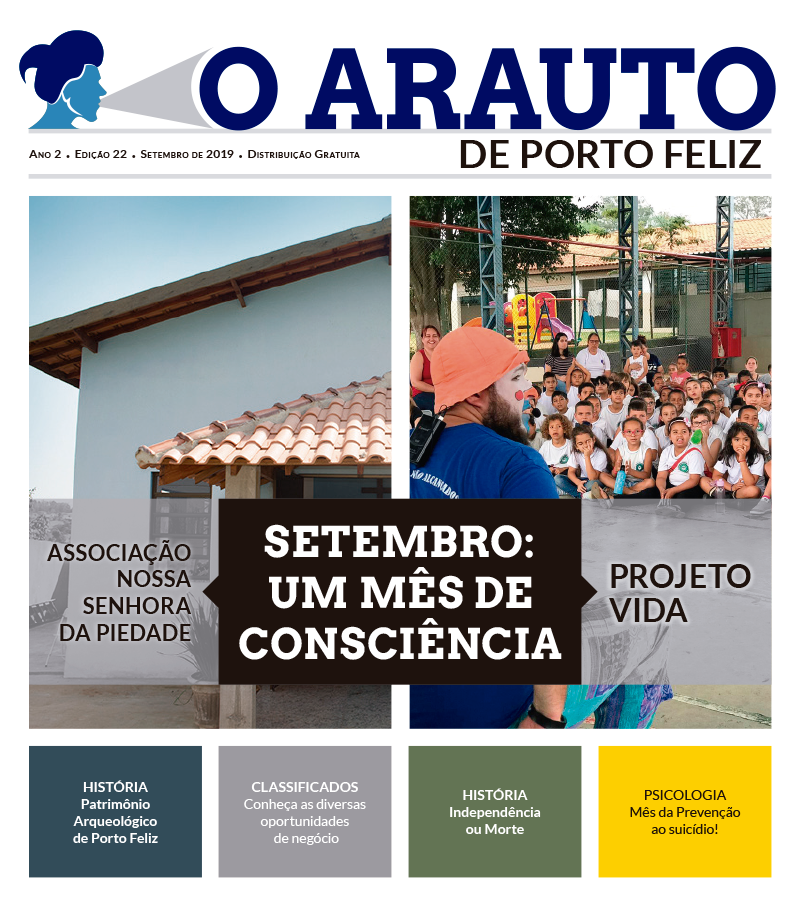 O ARAUTO
DE PORTO FELIZ
Ano 2 • Edição 22 • Setembro de 2019 • Distribuição Gratuita
NÃO ALCANÇADOS
ASSOCIAÇÃO
NOSSA
SENHORA
DA PIEDADE
SETEMBRO:
UM MÊS DE
CONSCIÊNCIA
PROJETO
VIDA
HISTÓRIA
Patrimônio
Arqueológico
de Porto Feliz
CLASSIFICADOS
Conheça as diversas
oportunidades
de negócio
HISTÓRIA
Independência
ou Morte
PSICOLOGIA
Mês da Prevenção
ao suicídio!